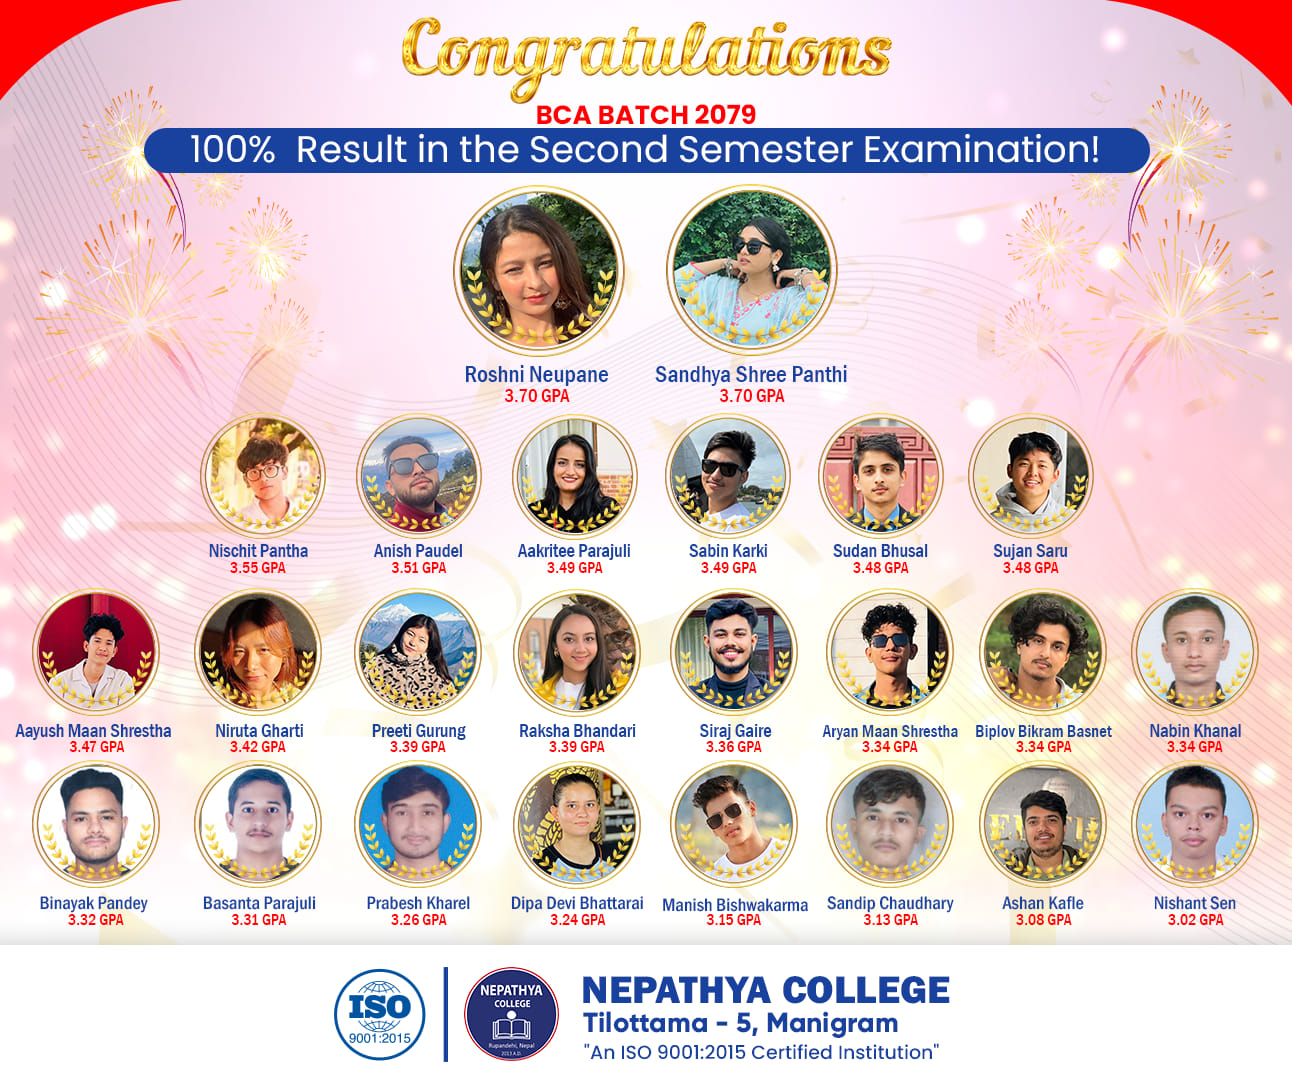 Congratulations
BCA BATCH 2079
100% Result in the Second Semester Examination!
Roshni Neupane
3.70 GPA
Sandhya Shree Panthi
3.70 GPA
Nischit Pantha
3.55 GPA
Anish Paudel
3.51 GPA
Aakritee Parajuli
3.49 GPA
Sabin Karki
3.49 GPA
Sudan Bhusal
3.48 GPA
Sujan Saru
3.48 GPA
Aayush Maan Shrestha
3.47 GPA
Niruta Gharti
3.42 GPA
Preeti Gurung
3.39 GPA
Raksha Bhandari
3.39 GPA
Siraj Gaire
3.36 GPA
Aryan Maan Shrestha
3.34 GPA
Biplov Bikram Basnet
3.34 GPA
Nabin Khanal
3.34 GPA
Binayak Pandey
3.32 GPA
Basanta Parajuli
3.31 GPA
Prabesh Kharel
3.26 GPA
Dipa Devi Bhattarai
3.24 GPA
Manish Bishwakarma
3.15 GPA
Sandip Chaudhary
3.13 GPA
Ashan Kafle
3.08 GPA
Nishant Sen
3.02 GPA
ISO
9001:2015
NEPATHYA
COLLEGE
Rupandehi, Nepal
2013 A.D.
NEPATHYA COLLEGE
Tilottama - 5, Manigram
"An ISO 9001:2015 Certified Institution"